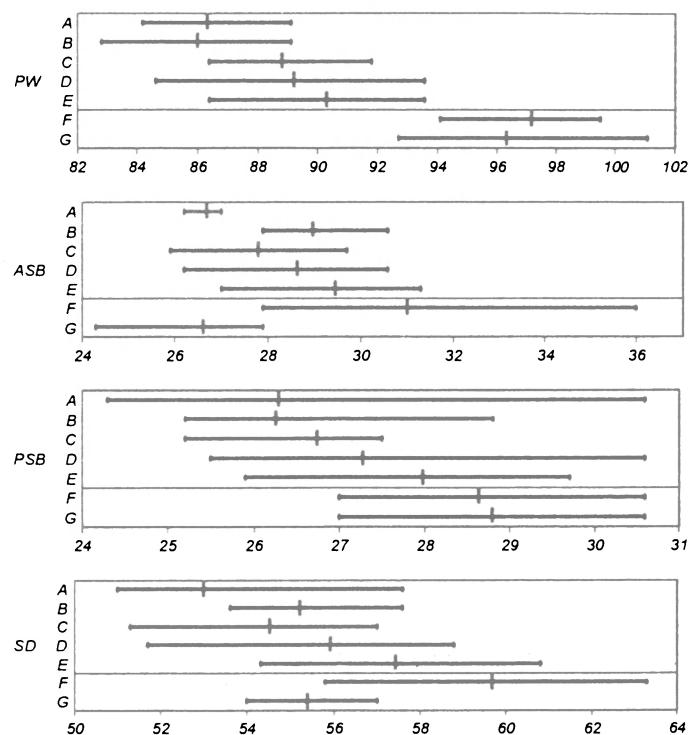 A
B
C
PW D
E
F
G
82 84 86 88 90 92 94 96 98 100 102
A
B
C
ASB D
E
F
G
24 26 28 30 32 34 36
A
B
C
PSB D
E
F
G
24 25 26 27 28 29 30 31
A
B
C
SD D
E
F
G
50 52 54 56 58 60 62 64